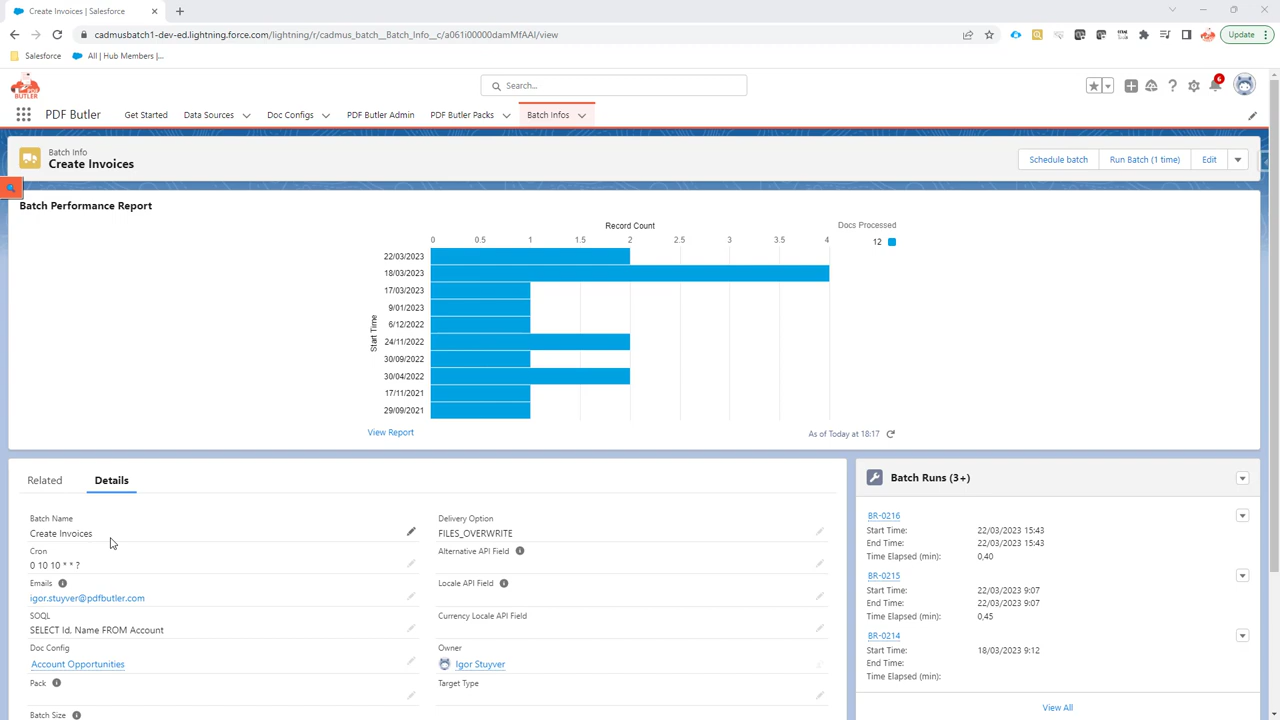 Create Invoices | Salesforce
cadmusbatch1-dev-ed.lightning.force.com/lightning/r/cadmus_batch__Batch_Info__c/a061i00000damMfAAI/view
Update
Salesforce
All | Hub Members |...
PDF
BUTLER
Search...
6
PDF Butler
Get Started
Data Sources
Doc Configs
PDF Butler Admin
PDF Butler Packs
Batch Infos
Batch Info
Create Invoices
Schedule batch
Run Batch (1 time)
Edit
Batch Performance Report
Record Count
0 0.5 1 1.5 2 2.5 3 3.5 4
Docs Processed
12
Start Time
22/03/2023
18/03/2023
17/03/2023
9/01/2023
6/12/2022
24/11/2022
30/09/2022
30/04/2022
17/11/2021
29/09/2021
View Report
As of Today at 18:17
Related
Details
Batch Name
Create Invoices
Cron
0 10 10 * * ?
Emails
igor.stuyver@pdfbutler.com
SOQL
SELECT Id, Name FROM Account
Doc Config
Account Opportunities
Pack
Batch Size
Delivery Option
FILES_OVERWRITE
Alternative API Field
Locale API Field
Currency Locale API Field
Owner
Igor Stuyver
Target Type
Batch Runs (3+)
BR-0216
Start Time: 22/03/2023 15:43
End Time: 22/03/2023 15:43
Time Elapsed (min): 0,40
BR-0215
Start Time: 22/03/2023 9:07
End Time: 22/03/2023 9:07
Time Elapsed (min): 0,45
BR-0214
Start Time: 18/03/2023 9:12
End Time:
Time Elapsed (min):
View All